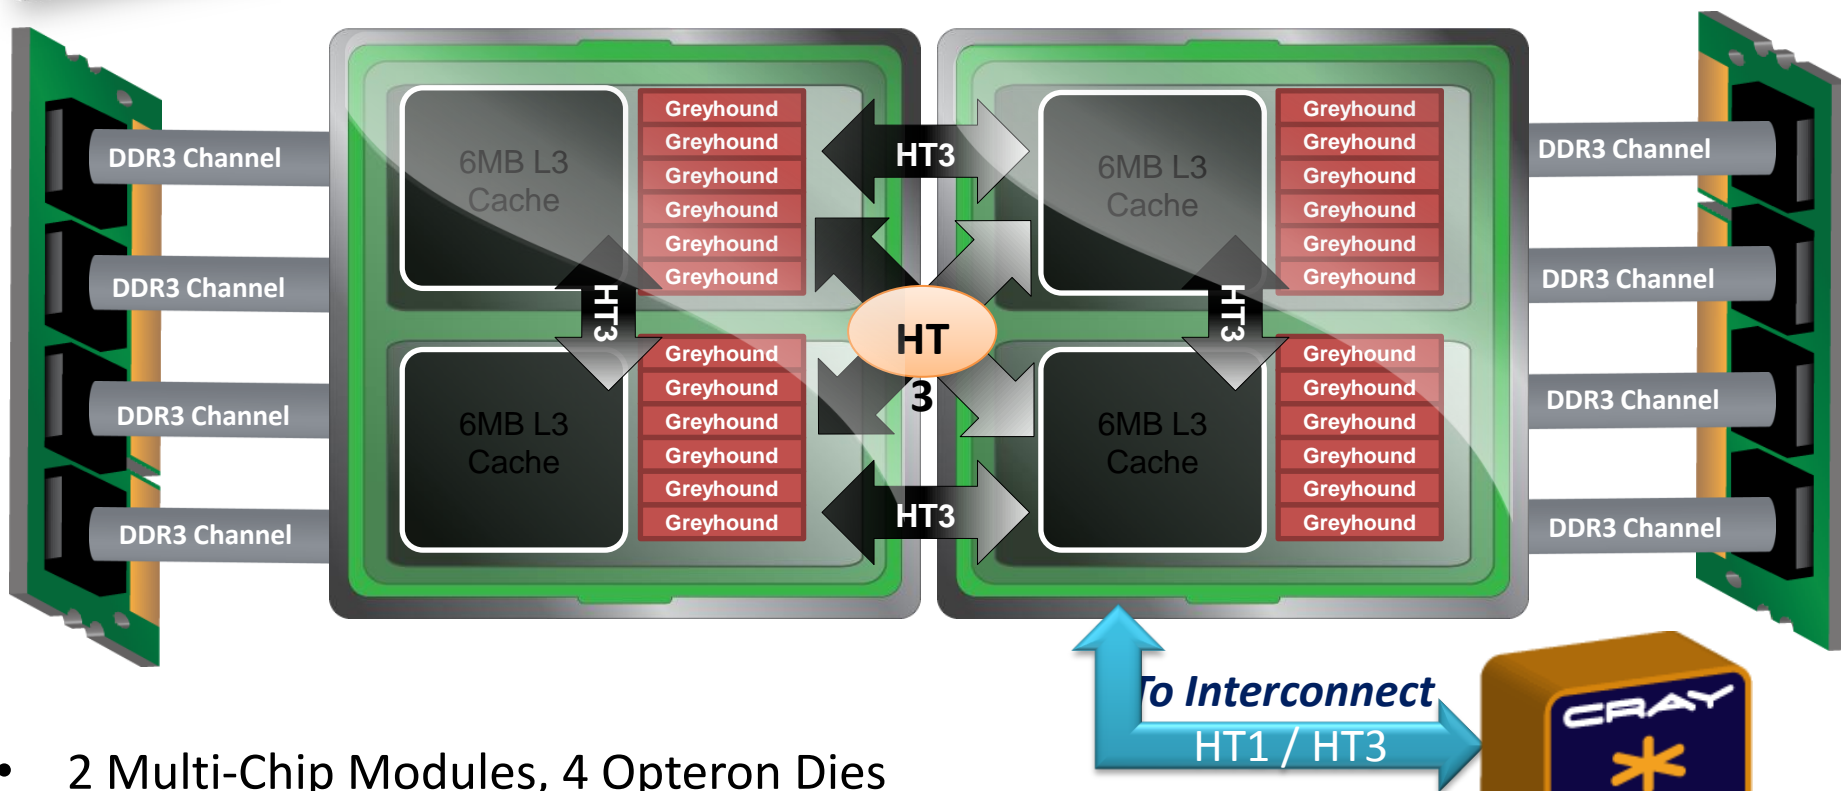 DDR3 Channel
DDR3 Channel
DDR3 Channel
DDR3 Channel
6MB L3
Cache
Greyhound
Greyhound
Greyhound
Greyhound
Greyhound
Greyhound
HT3
6MB L3
Cache
Greyhound
Greyhound
Greyhound
Greyhound
Greyhound
Greyhound
HT3
HT3
HT
3
6MB L3
Cache
Greyhound
Greyhound
Greyhound
Greyhound
Greyhound
Greyhound
HT3
6MB L3
Cache
Greyhound
Greyhound
Greyhound
Greyhound
Greyhound
Greyhound
HT3
DDR3 Channel
DDR3 Channel
DDR3 Channel
DDR3 Channel
To Interconnect
HT1 / HT3
CRAY
• 2 Multi-Chip Modules, 4 Opteron Dies